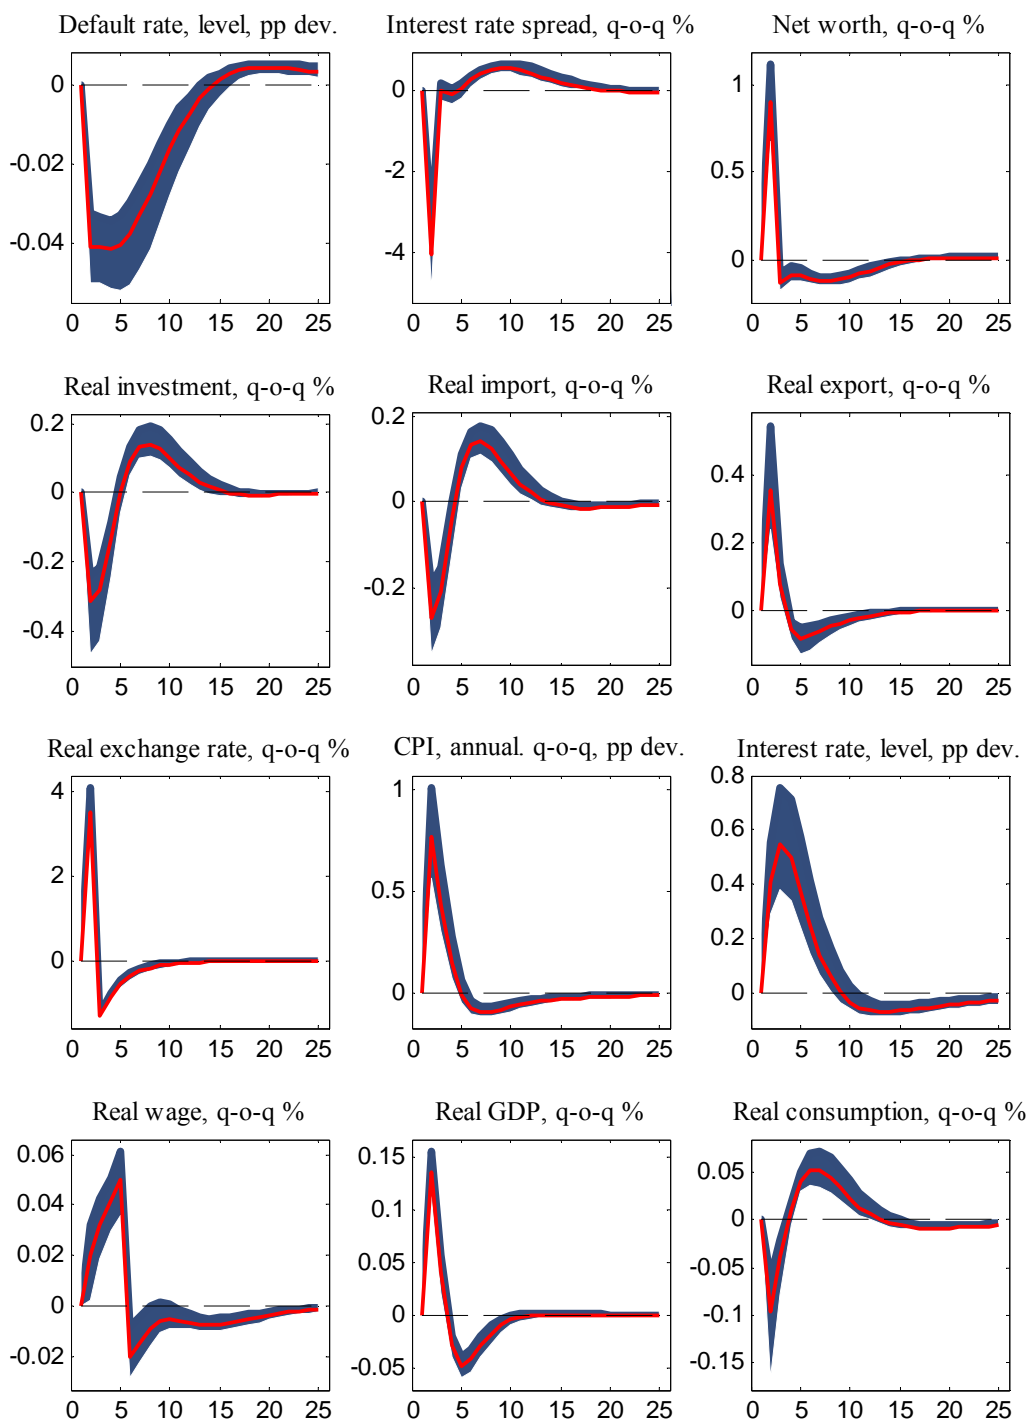 Default rate, level, pp dev.
0
-0.02
-0.04
0 5 10 15 20 25
Interest rate spread, q-o-q %
0
-2
-4
0 5 10 15 20 25
Net worth, q-o-q %
1
0.5
0
0 5 10 15 20 25
Real investment, q-o-q %
0.2
0
-0.2
-0.4
0 5 10 15 20 25
Real import, q-o-q %
0.2
0
-0.2
0 5 10 15 20 25
Real export, q-o-q %
0.4
0.2
0
0 5 10 15 20 25
Real exchange rate, q-o-q %
4
2
0
0 5 10 15 20 25
CPI, annual. q-o-q, pp dev.
1
0.5
0
0 5 10 15 20 25
Interest rate, level, pp dev.
0.8
0.6
0.4
0.2
0
0 5 10 15 20 25
Real wage, q-o-q %
0.06
0.04
0.02
0
-0.02
0 5 10 15 20 25
Real GDP, q-o-q %
0.15
0.1
0.05
0
-0.05
0 5 10 15 20 25
Real consumption, q-o-q %
0.05
0
-0.05
-0.1
-0.15
0 5 10 15 20 25